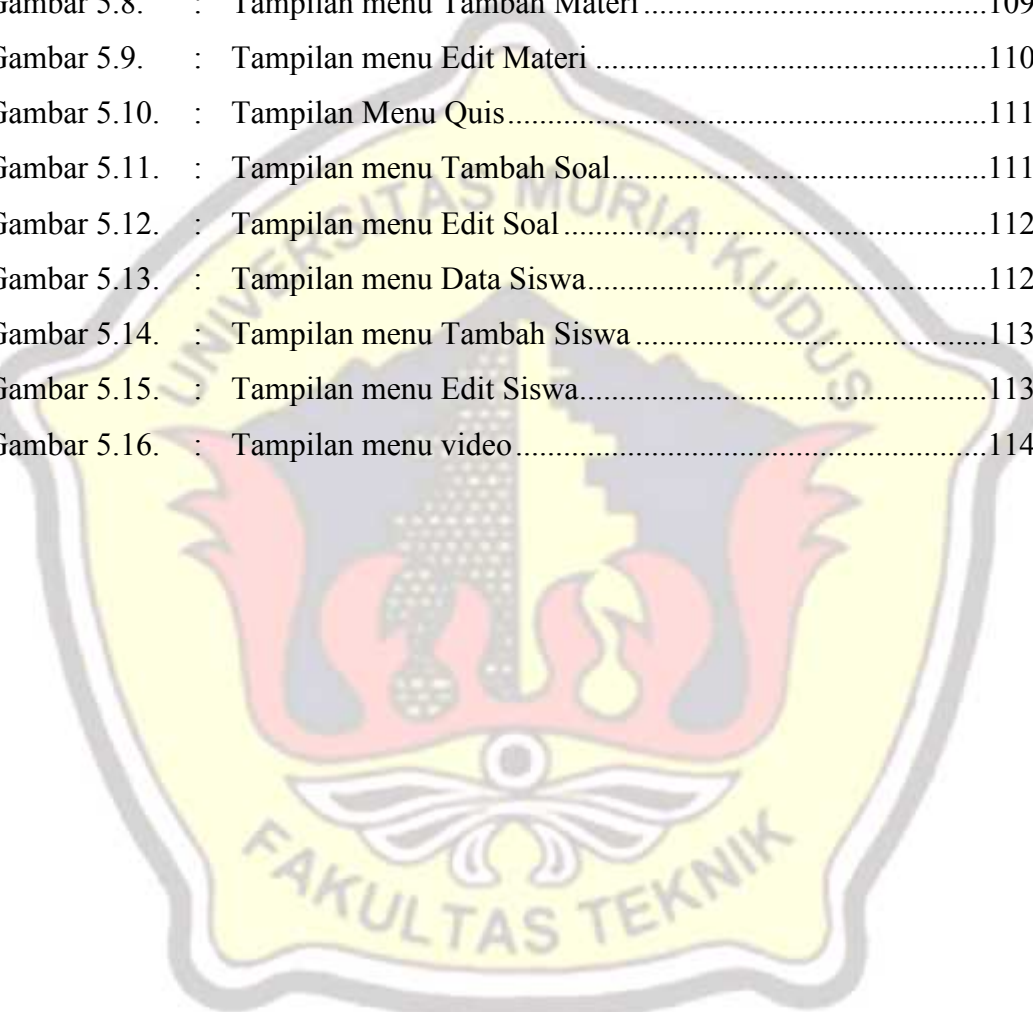 Gambar 5.8. : Tampilan menu Tambah Materi ............................................109
Gambar 5.9. : Tampilan menu Edit Materi ..................................................110
Gambar 5.10. : Tampilan Menu Quis.............................................................111
Gambar 5.11. : Tampilan menu Tambah Soal................................................111
Gambar 5.12. : Tampilan menu Edit Soal ......................................................112
Gambar 5.13. : Tampilan menu Data Siswa...................................................112
Gambar 5.14. : Tampilan menu Tambah Siswa .............................................113
Gambar 5.15. : Tampilan menu Edit Siswa....................................................113
Gambar 5.16. : Tampilan menu video ............................................................114
UNIVERSITAS MURIA KUDUS
FAKULTAS TEKNIK